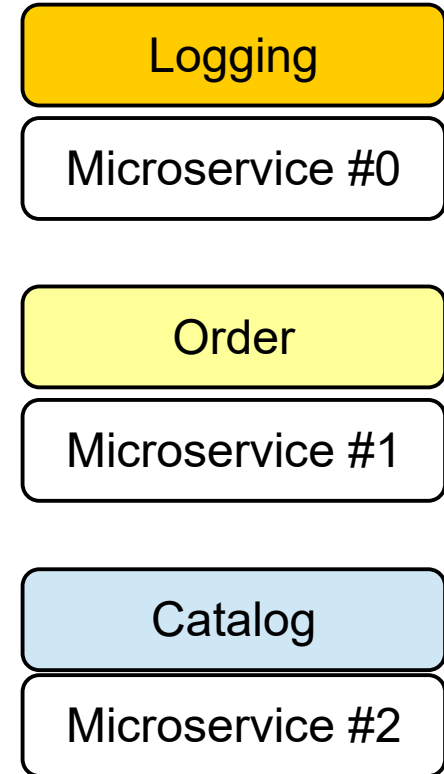 Logging
Microservice #0
Order
Microservice #1
Catalog
Microservice #2